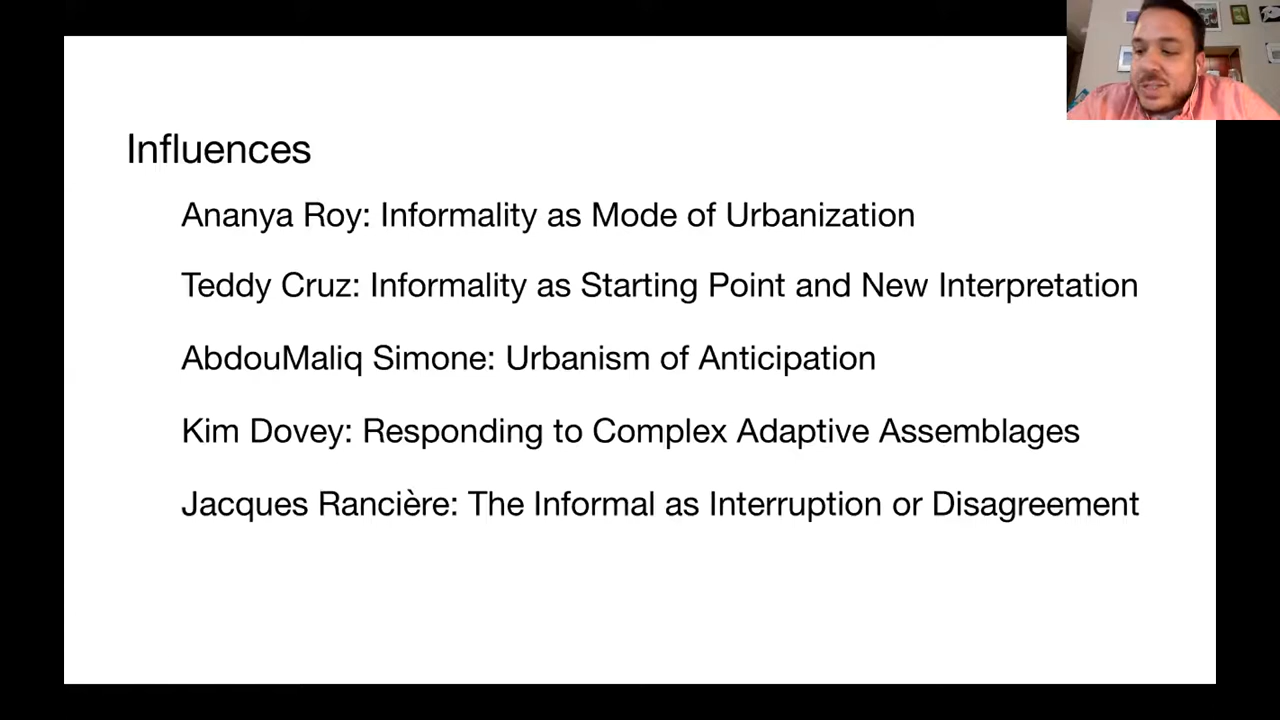 Influences
Ananya Roy: Informality as Mode of Urbanization
Teddy Cruz: Informality as Starting Point and New Interpretation
AbdouMaliq Simone: Urbanism of Anticipation
Kim Dovey: Responding to Complex Adaptive Assemblages
Jacques Rancière: The Informal as Interruption or Disagreement